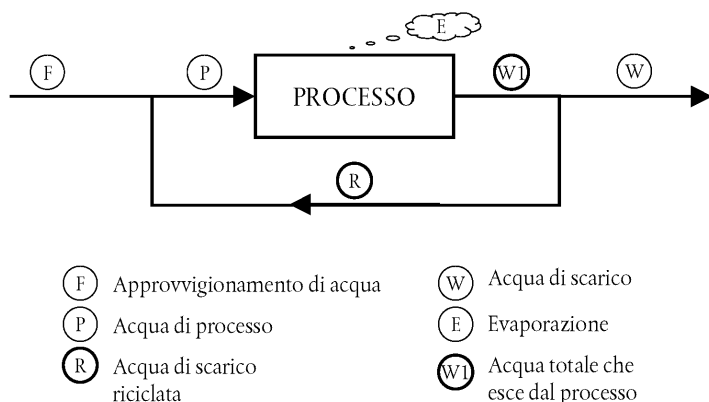 E
F
P
W1
W
PROCESSO
R
F Approvvigionamento di acqua
P Acqua di processo
R Acqua di scarico
riciclata
W Acqua di scarico
E Evaporazione
W1 Acqua totale che
esce dal processo